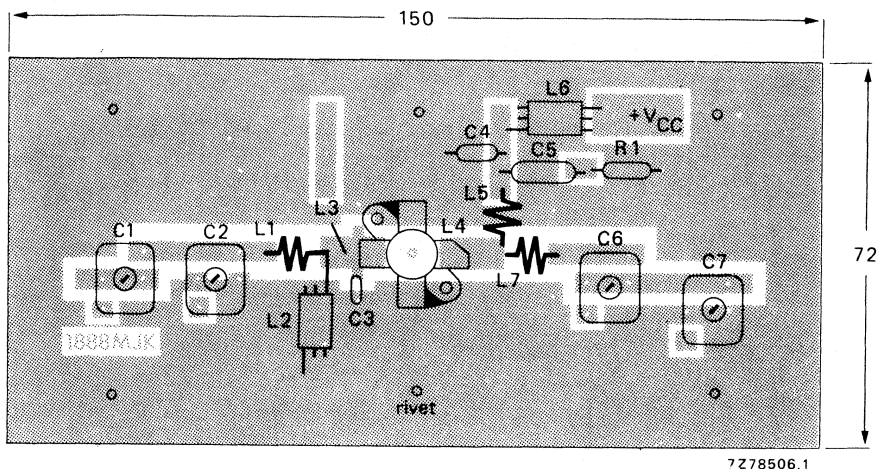 150
L6
+VCC
C4
C5
R1
L5
L3
L4
C1
C2
L1
C6
72
C7
L7
L2
C3
1888MJK
rivet
7Z78506.1